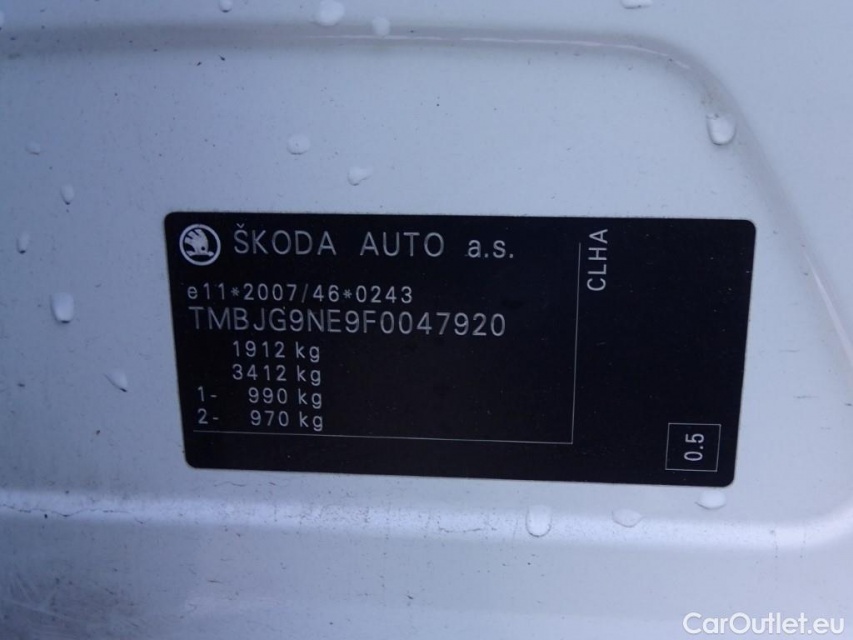 ŠKODA AUTO a.s.
e11*2007/46*0243
TMBJG9NE9F0047920
1912 kg
3412 kg
1- 990 kg
2- 970 kg
CLHA
0.5
CarOutlet.eu